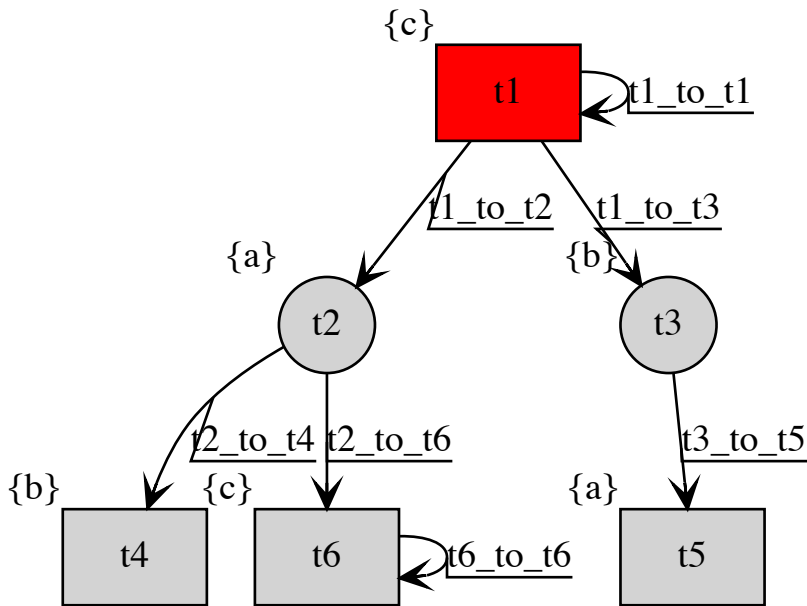 {c}
t1
t1_to_t1
t1_to_t2
t1_to_t3
{a}
{b}
t2
t3
t2_to_t4
t2_to_t6
t3_to_t5
{b}
{c}
{a}
t4
t6
t6_to_t6
t5